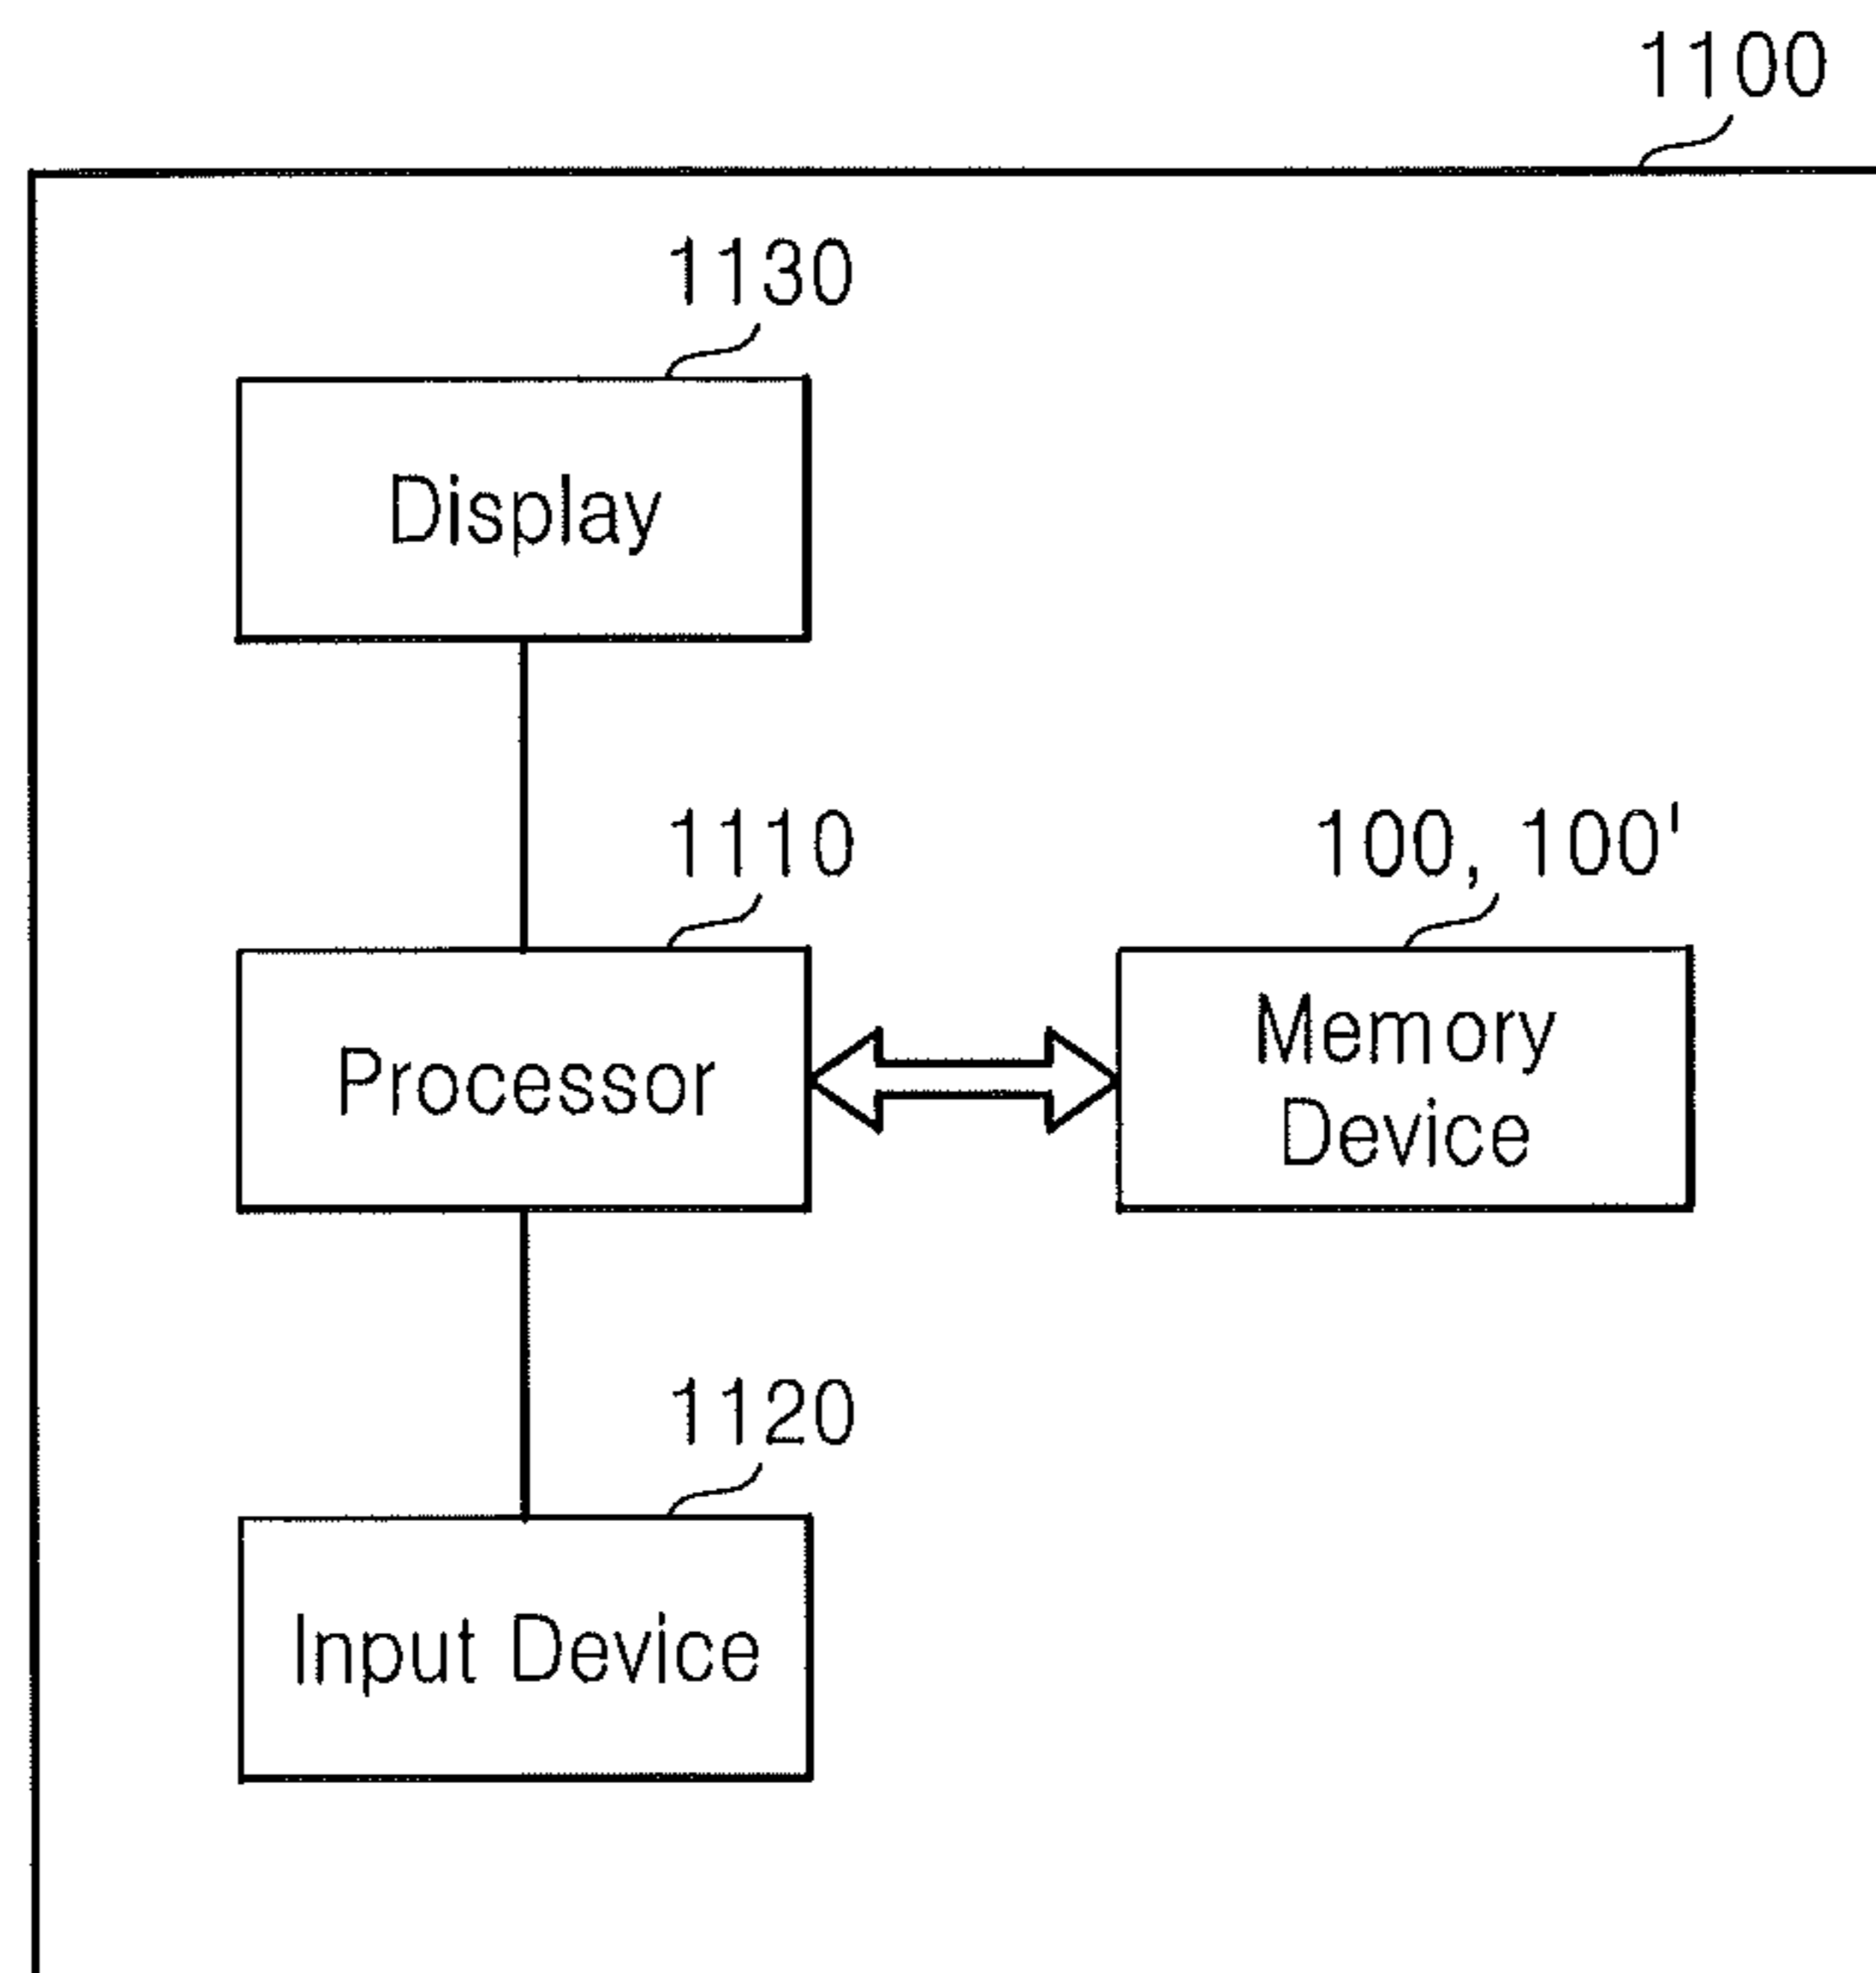 1100
1130
Display
1110
100, 100'
Processor
Memory
Device
1120
Input Device